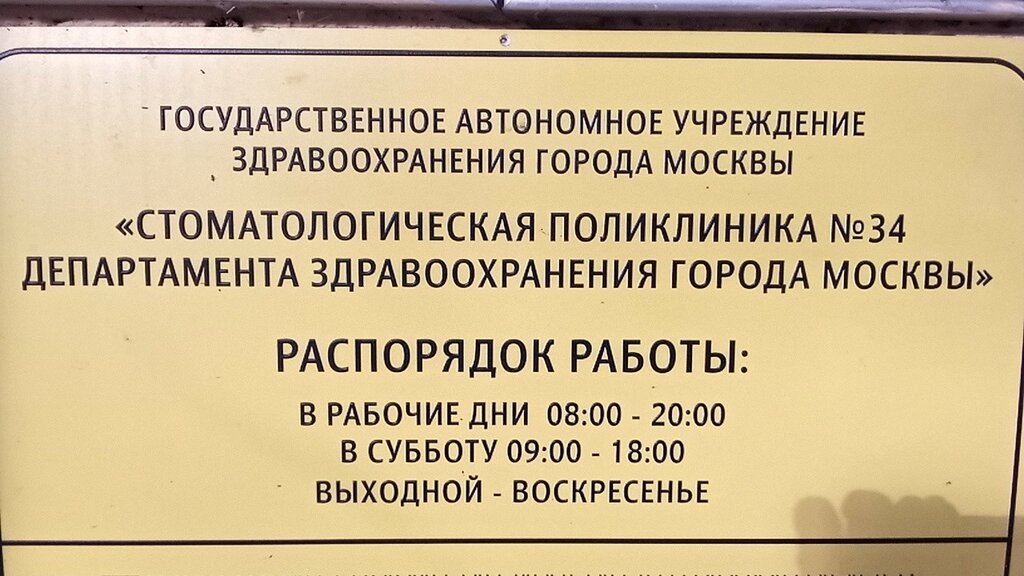 ГОСУДАРСТВЕННОЕ АВТОНОМНОЕ УЧРЕЖДЕНИЕ
ЗДРАВООХРАНЕНИЯ ГОРОДА МОСКВЫ
«СТОМАТОЛОГИЧЕСКАЯ ПОЛИКЛИНИКА №34
ДЕПАРТАМЕНТА ЗДРАВООХРАНЕНИЯ ГОРОДА МОСКВЫ»
РАСПОРЯДОК РАБОТЫ:
В РАБОЧИЕ ДНИ 08:00 - 20:00
В СУББОТУ 09:00 - 18:00
ВЫХОДНОЙ - ВОСКРЕСЕНЬЕ